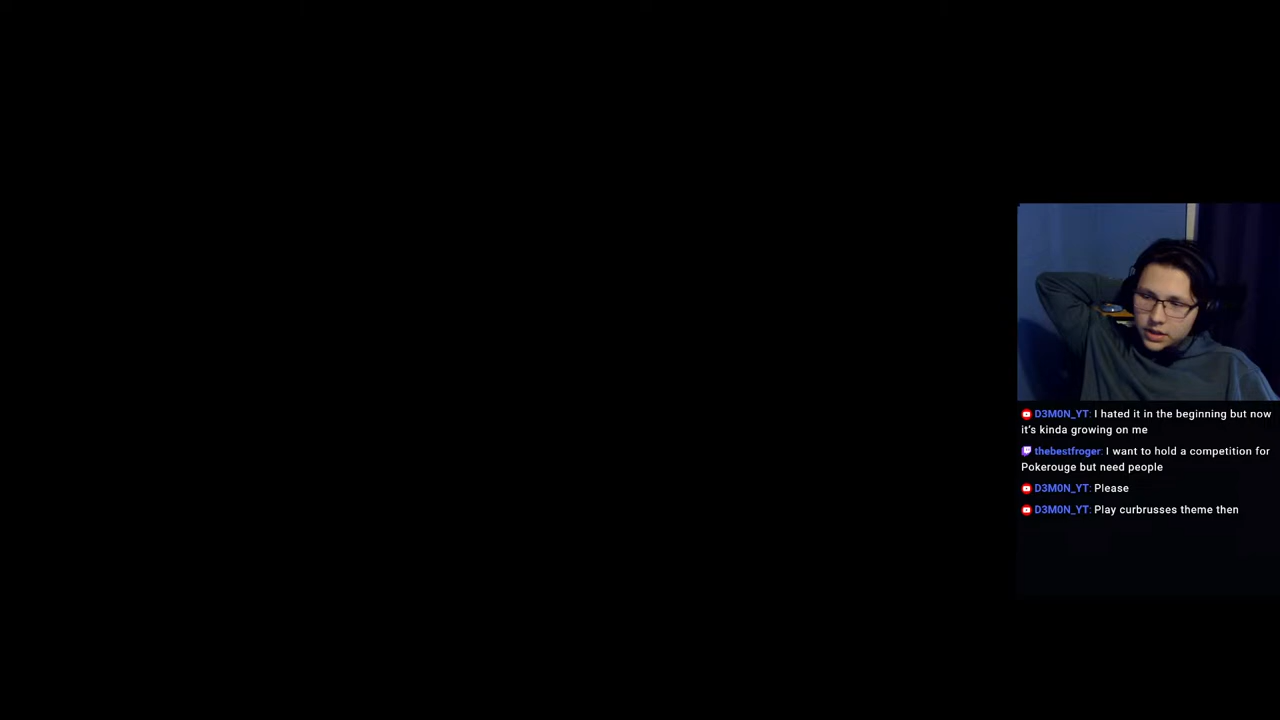 D3M0N_YT: I hated it in the beginning but now
it's kinda growing on me
thebestfroger: I want to hold a competition for
Pokerouge but need people
D3M0N_YT: Please
D3M0N_YT: Play curbrusses theme then